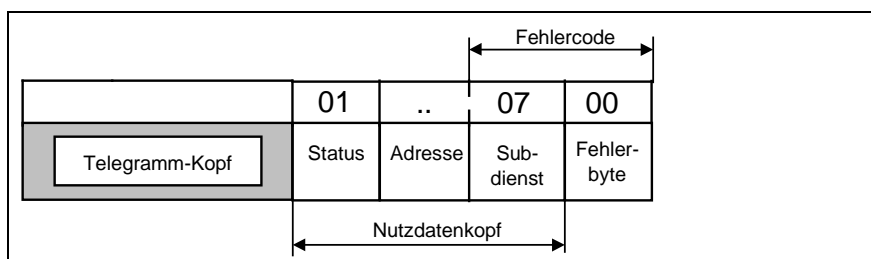 Fehlercode
01 .. 07 00
Telegramm-Kopf
Status
Adresse
Sub-
dienst
Fehler-
byte
Nutzdatenkopf